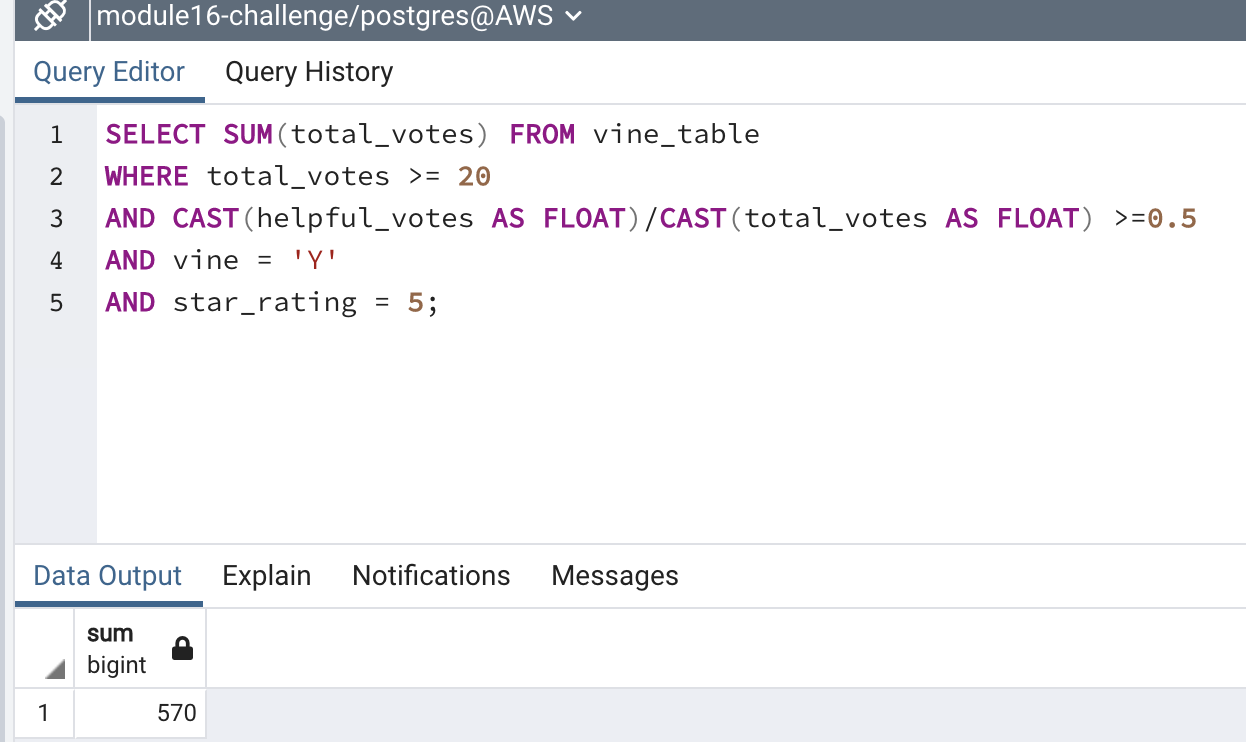 module16-challenge/postgres@AWS
Query Editor Query History
1 SELECT SUM(total_votes) FROM vine_table
2 WHERE total_votes >= 20
3 AND CAST(helpful_votes AS FLOAT)/CAST(total_votes AS FLOAT) >=0.5
4 AND vine = 'Y'
5 AND star_rating = 5;
Data Output Explain Notifications Messages
sum
bigint
1 570